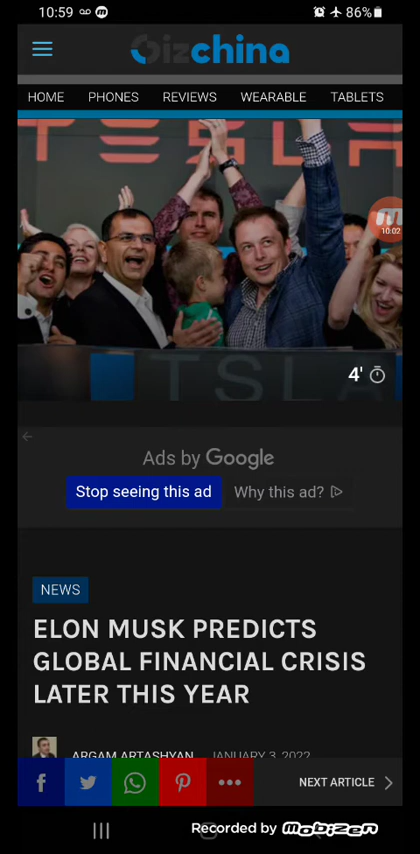 10:59
86%
Gizchina
HOME PHONES REVIEWS WEARABLE TABLETS
TESLA
10:02
TSLA
4'
Ads by Google
Stop seeing this ad
Why this ad?
NEWS
ELON MUSK PREDICTS
GLOBAL FINANCIAL CRISIS
LATER THIS YEAR
ARGAM ARTASHYAN JANUARY 3, 2022
NEXT ARTICLE
Recorded by mobizen